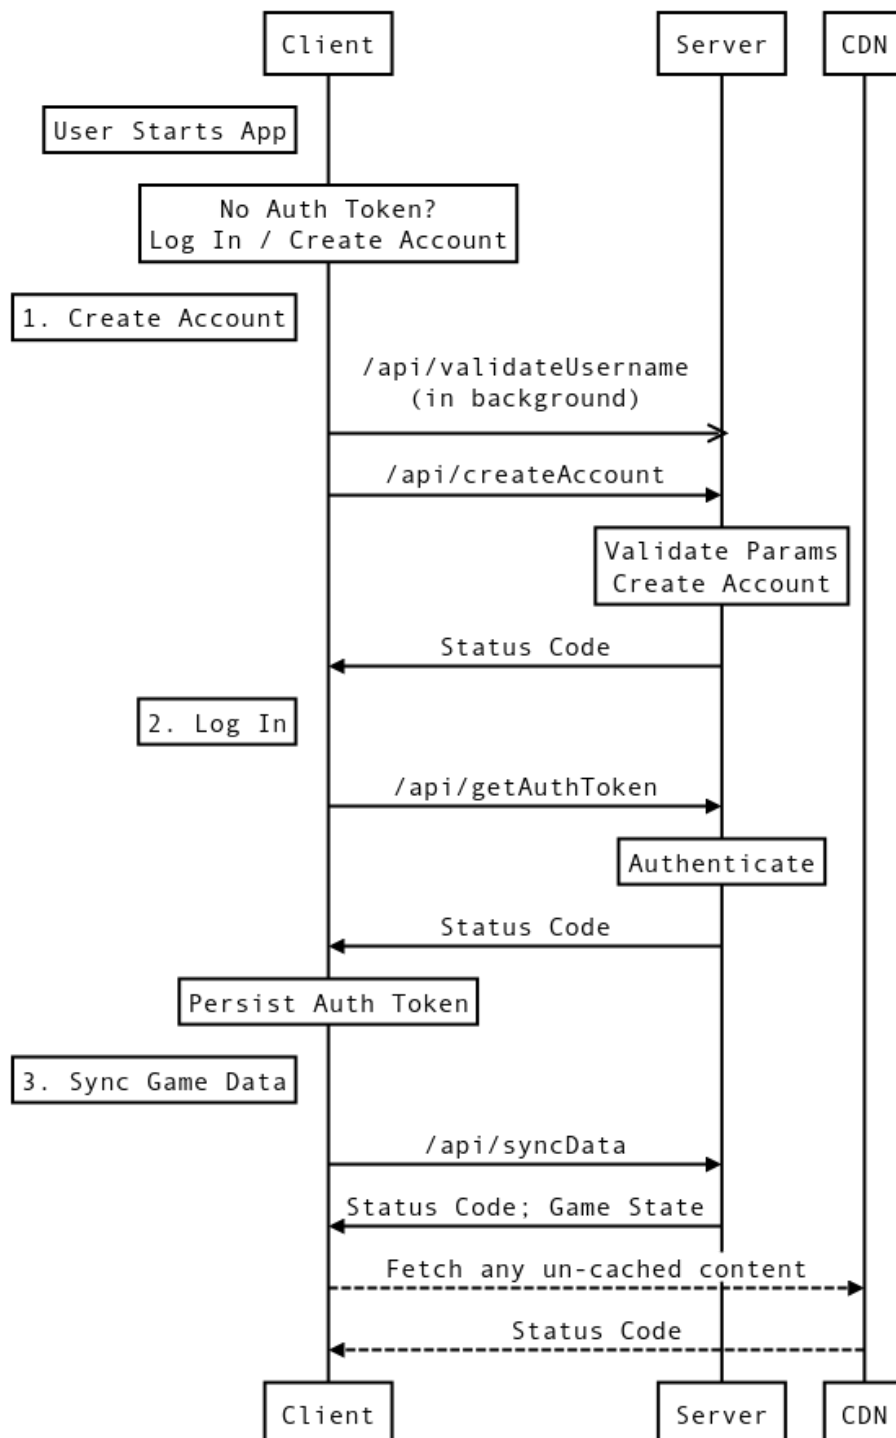 Client
Server
CDN
User Starts App
No Auth Token?
Log In / Create Account
1. Create Account
/api/validateUsername
(in background)
/api/createAccount
Validate Params
Create Account
Status Code
2. Log In
/api/getAuthToken
Authenticate
Status Code
Persist Auth Token
3. Sync Game Data
/api/syncData
Status Code; Game State
Fetch any un-cached content
Status Code
Client
Server
CDN